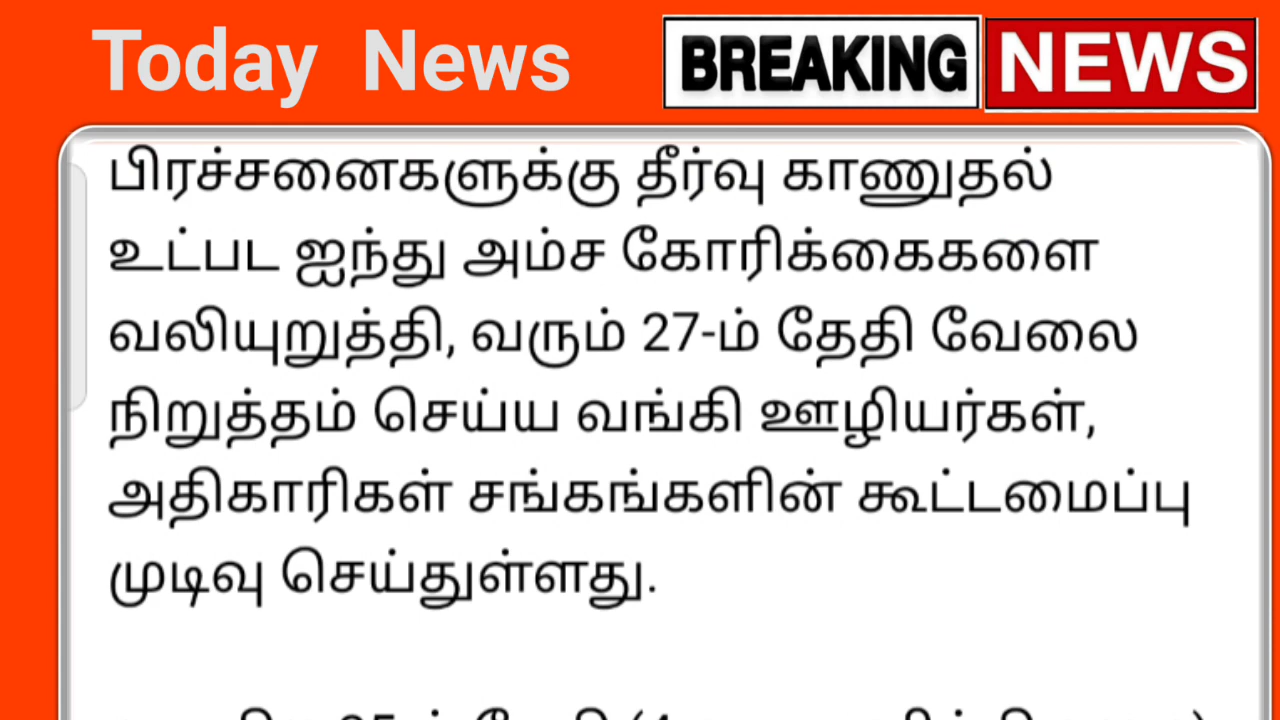 Today News
BREAKING NEWS
பிரச்சனைகளுக்கு தீர்வு காணுதல்
உட்பட ஐந்து அம்ச கோரிக்கைகளை
வலியுறுத்தி, வரும் 27-ம் தேதி வேலை
நிறுத்தம் செய்ய வங்கி ஊழியர்கள்,
அதிகாரிகள் சங்கங்களின் கூட்டமைப்பு
முடிவு செய்துள்ளது.